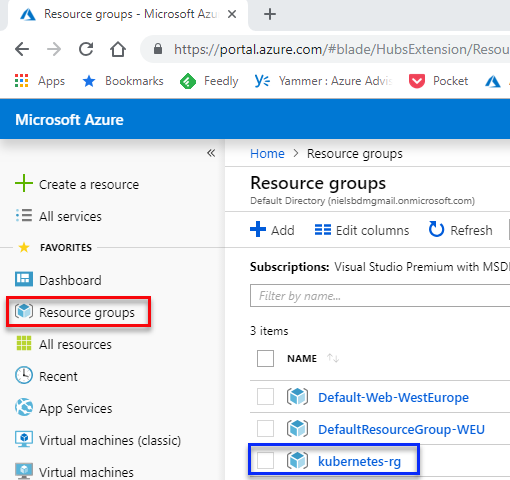 Resource groups - Microsoft Azure
https://portal.azure.com/#blade/HubsExtension/Resou
Apps Bookmarks Feedly Yammer : Azure Advis Pocket
Microsoft Azure
«
Home > Resource groups
Resource groups
Default Directory (nielsbdmgmail.onmicrosoft.com)
Add Edit columns Refresh
Subscriptions: Visual Studio Premium with MSD
Filter by name...
3 items
NAME
Default-Web-WestEurope
DefaultResourceGroup-WEU
kubernetes-rg
Create a resource
All services
FAVORITES
Dashboard
Resource groups
All resources
Recent
App Services
Virtual machines (classic)
Virtual machines